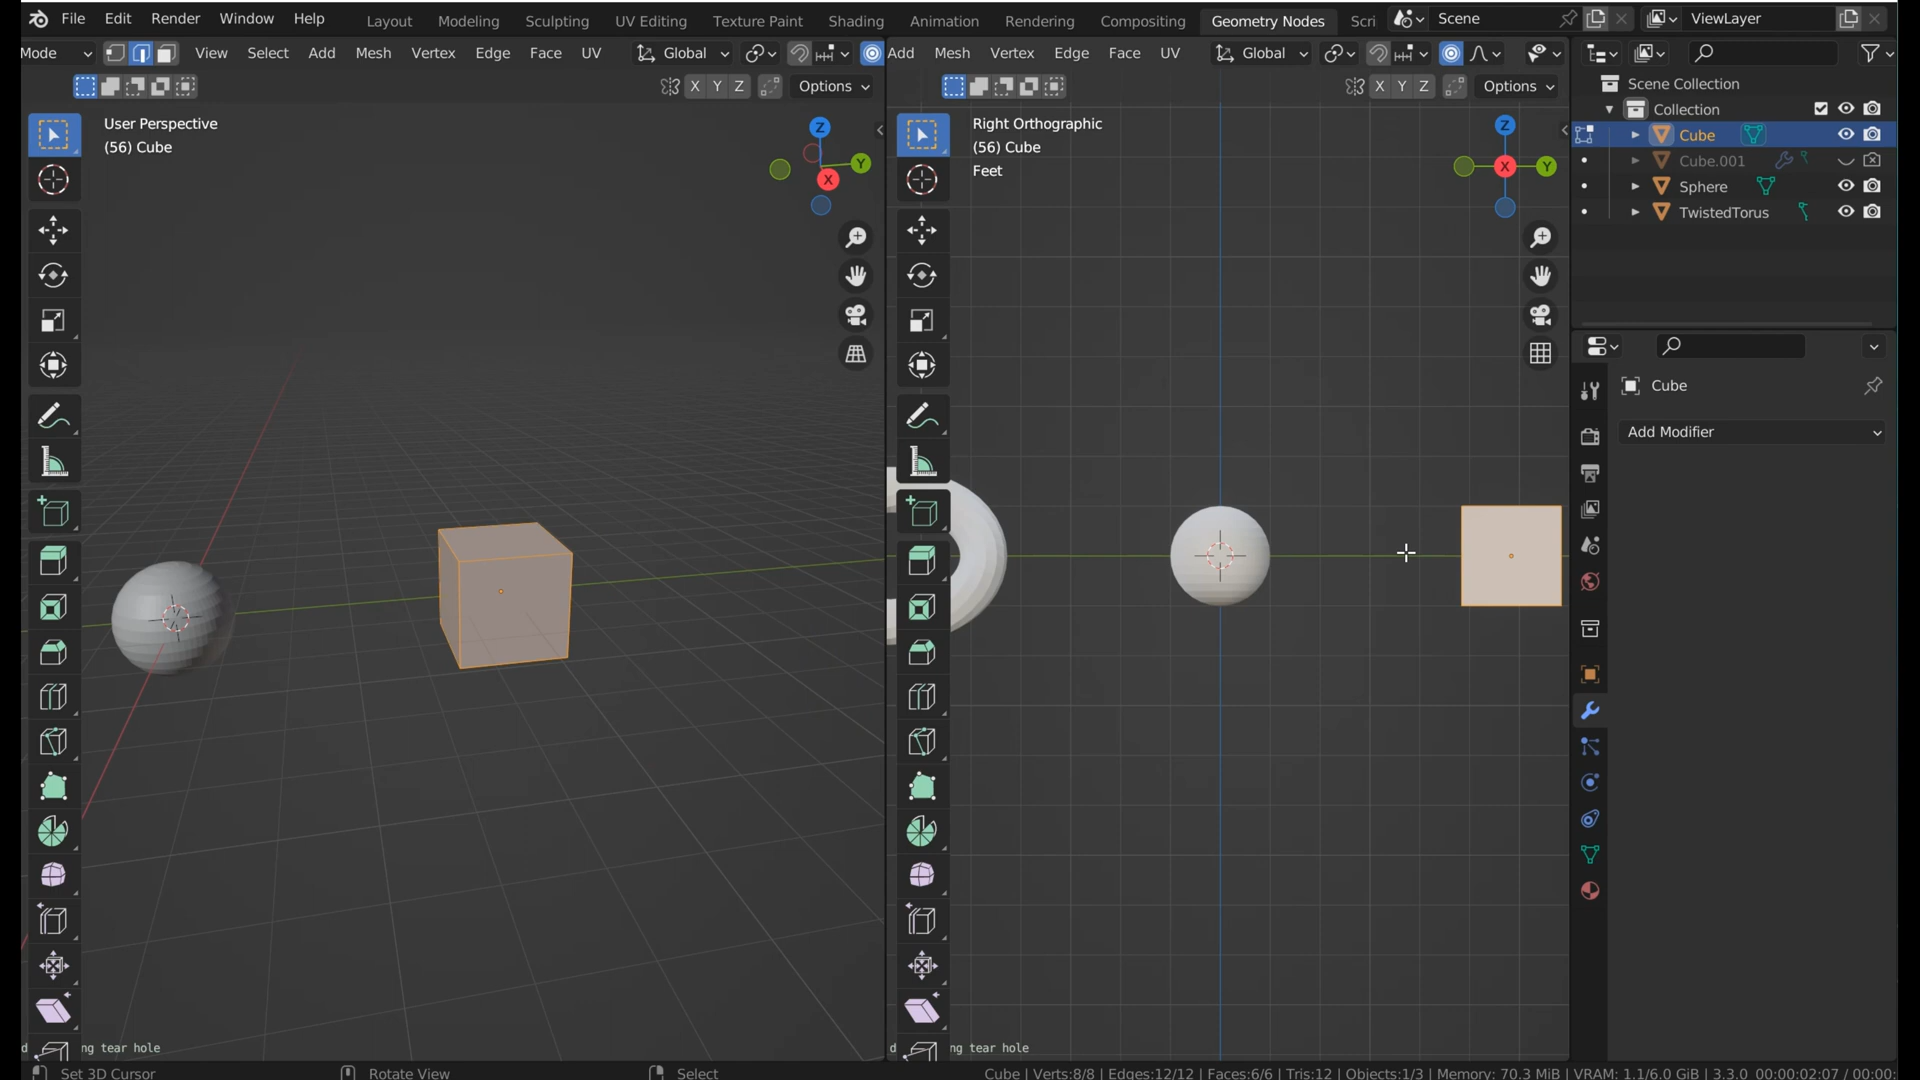 File Edit Render Window Help Layout Modeling Sculpting UV Editing Texture Paint Shading Animation Rendering Compositing Geometry Nodes Scri Scene ViewLayer
Mode View Select Add Mesh Vertex Edge Face UV Global Add Mesh Vertex Edge Face UV Global
X Y Z Options X Y Z Options
Scene Collection
Collection
Cube
Cube.001
Sphere
TwistedTorus
User Perspective
(56) Cube
Z
Y
X
Right Orthographic
(56) Cube
Feet
Z
X Y
Cube
Add Modifier
d ng tear hole
d ng tear hole
Set 3D Cursor Rotate View Select Cube | Verts:8/8 | Edges:12/12 | Faces:6/6 | Tris:12 | Objects:1/3 | Memory: 70.3 MiB | VRAM: 1.1/6.0 GiB | 3.3.0 00:00:02:07 / 00:00: